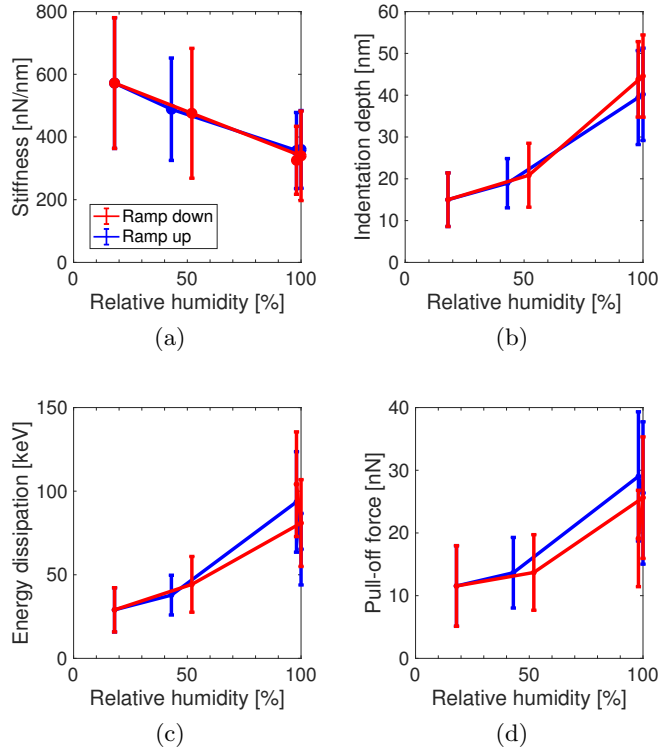 800
600
400
200
0
Stiffness [nN/nm]
Ramp down
Ramp up
0
50
100
Relative humidity [%]
(a)
60
50
40
30
20
10
0
Indentation depth [nm]
0
50
100
Relative humidity [%]
(b)
150
100
50
0
Energy dissipation [keV]
0
50
100
Relative humidity [%]
(c)
40
30
20
10
0
Pull-off force [nN]
0
50
100
Relative humidity [%]
(d)